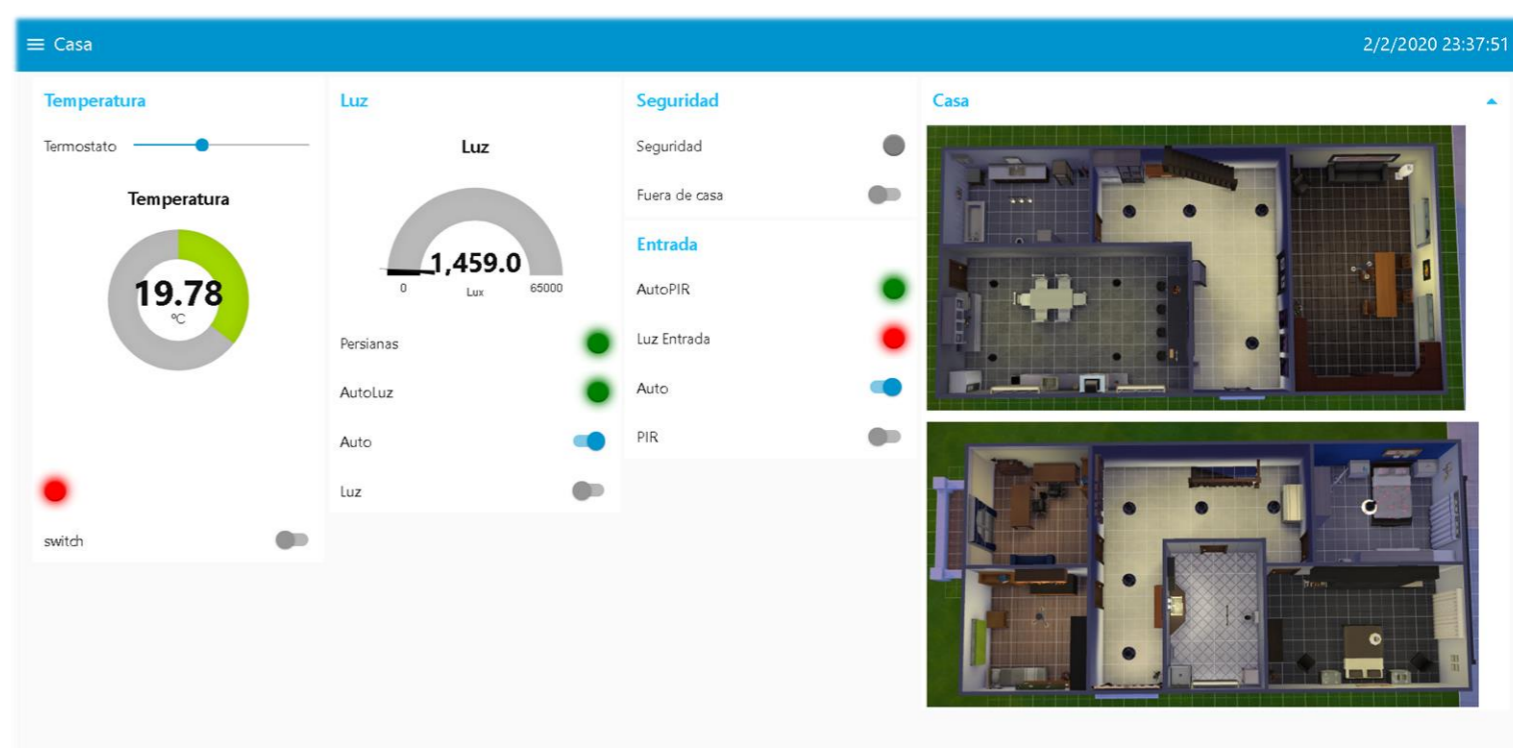 Casa
2/2/2020 23:37:51
Temperatura
Termostato
Temperatura
19.78
ºC
switch
Luz
Luz
1,459.0
0
Lux
65000
Persianas
AutoLuz
Auto
Luz
Seguridad
Seguridad
Fuera de casa
Entrada
AutoPIR
Luz Entrada
Auto
PIR
Casa